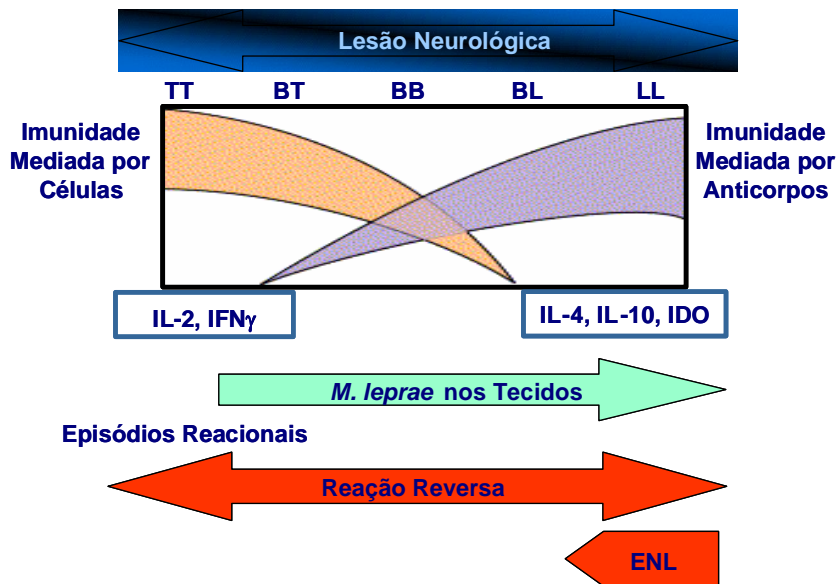 Lesão Neurológica
TT BT BB BL LL
Imunidade
Mediada por
Células
Imunidade
Mediada por
Anticorpos
IL-2, IFNγ
IL-4, IL-10, IDO
M. leprae nos Tecidos
Episódios Reacionais
Reação Reversa
ENL